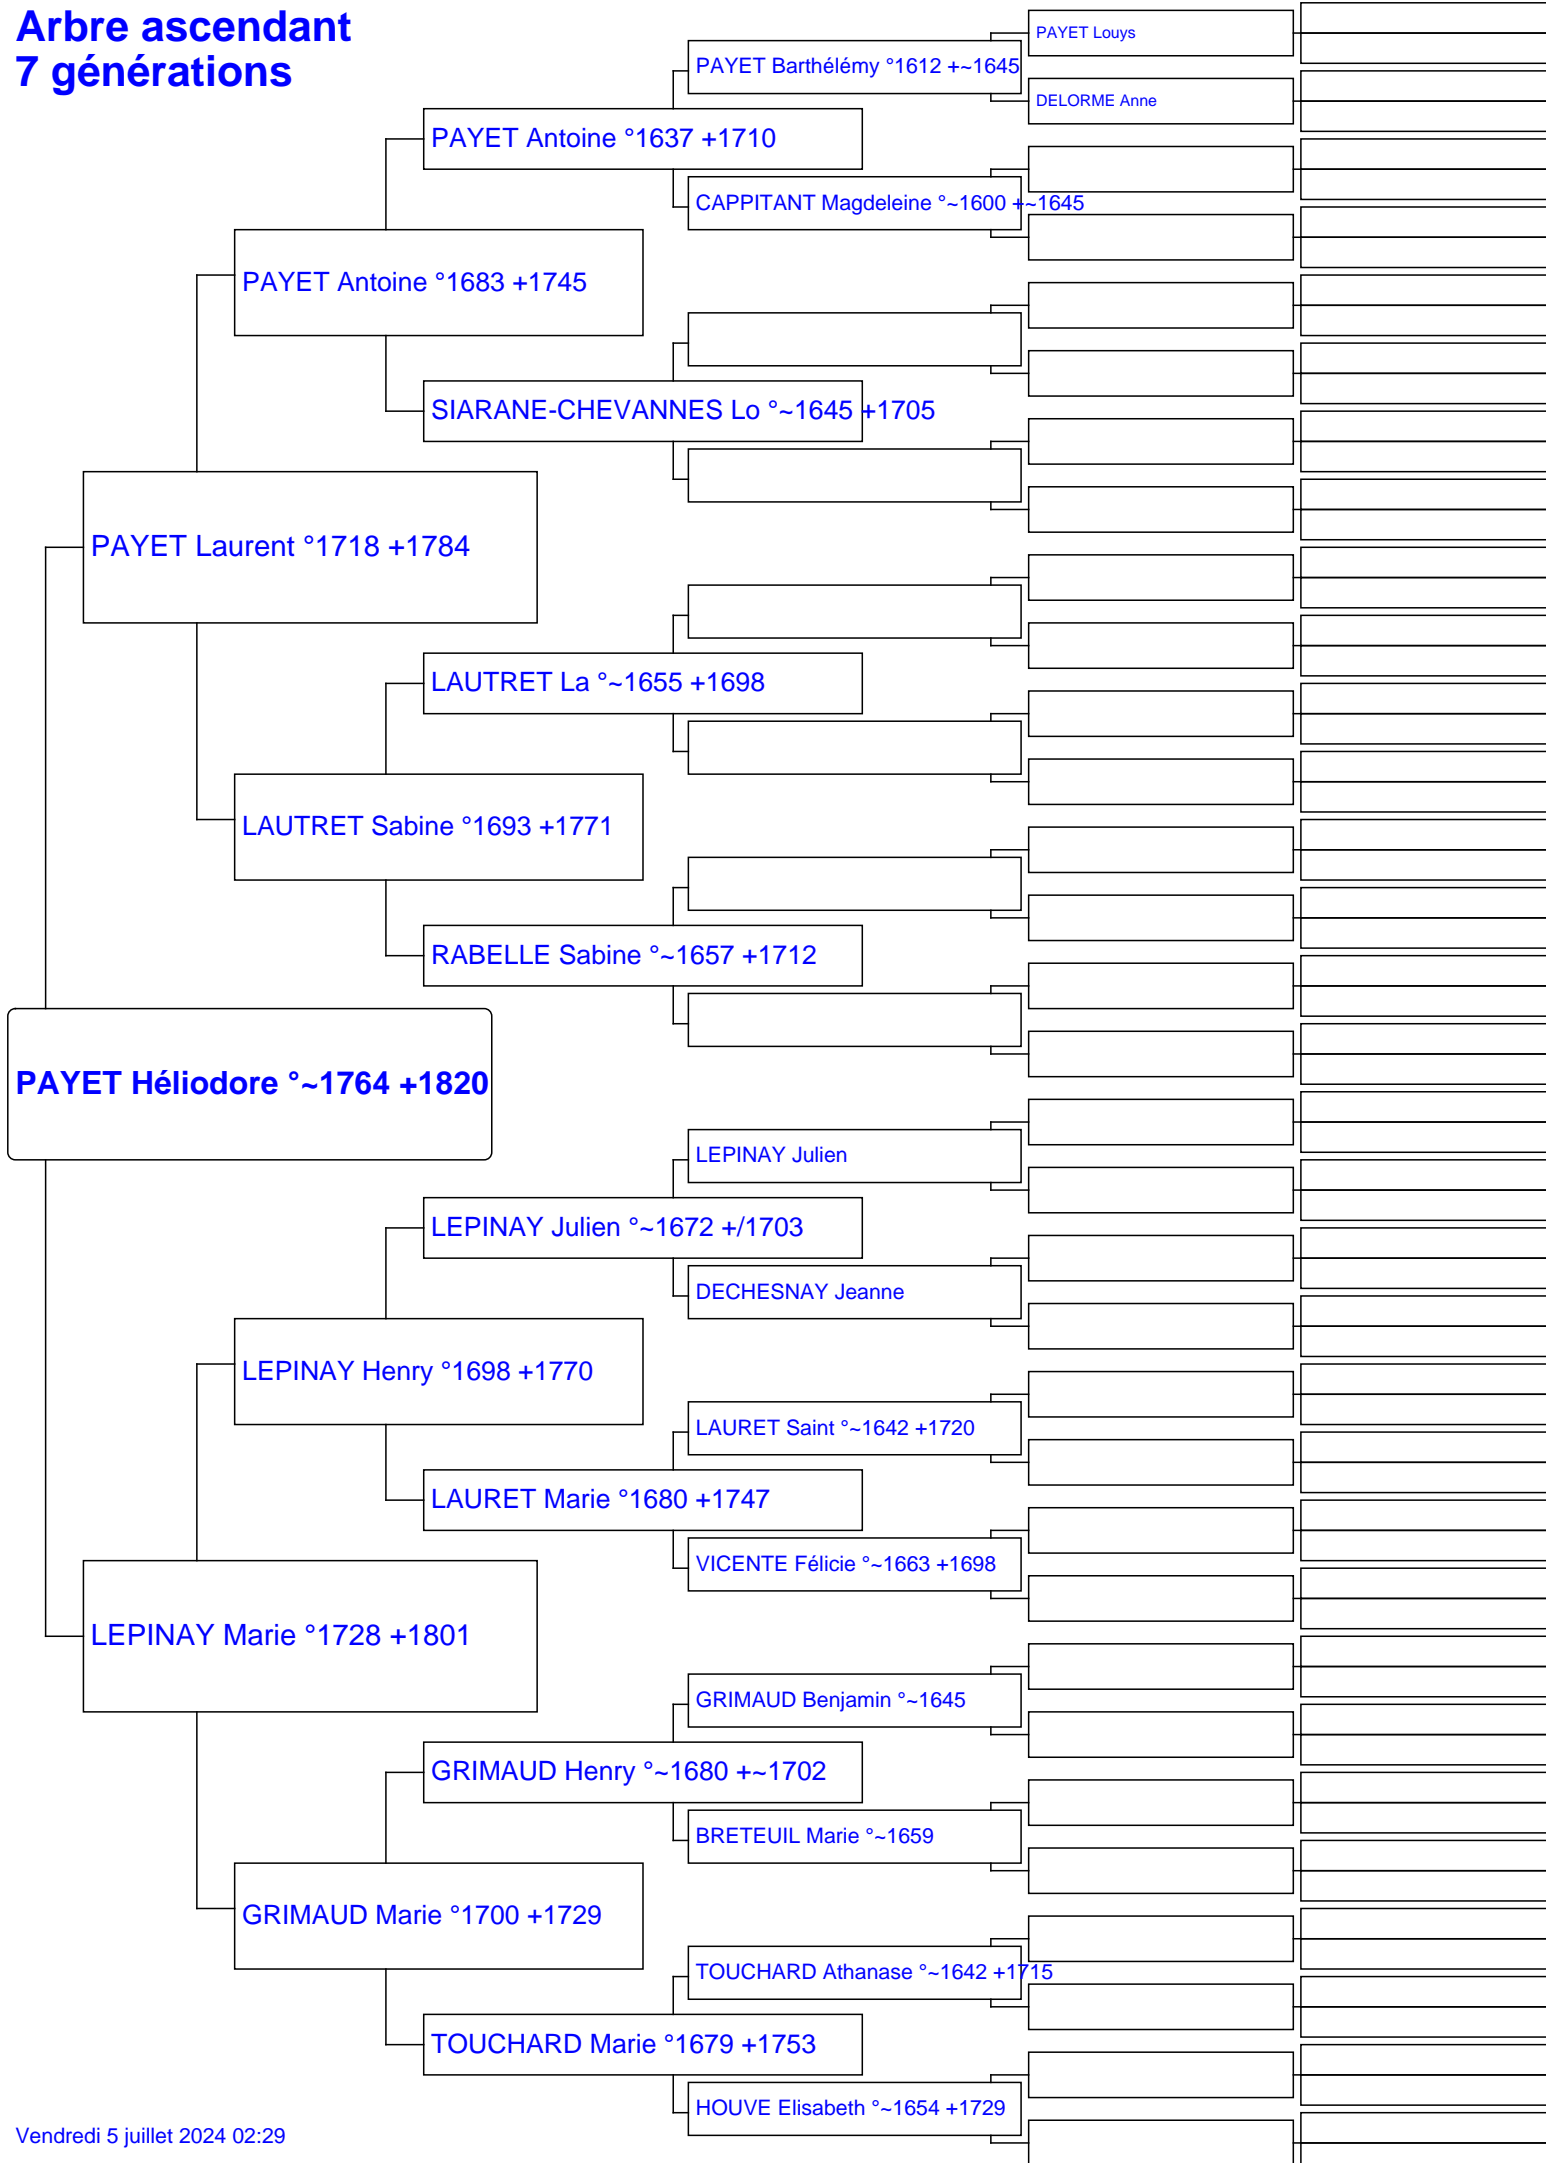 Arbre ascendant
7 générations
PAYET Louys
PAYET Barthélémy °1612 +~1645
DELORME Anne
PAYET Antoine °1637 +1710
CAPPITANT Magdeleine °~1600 +~1645
PAYET Antoine °1683 +1745
SIARANE-CHEVANNES Lo °~1645 +1705
PAYET Laurent °1718 +1784
LAUTRET La °~1655 +1698
LAUTRET Sabine °1693 +1771
RABELLE Sabine °~1657 +1712
PAYET Héliodore °~1764 +1820
LEPINAY Julien
LEPINAY Julien °~1672 +/1703
DECHESNAY Jeanne
LEPINAY Henry °1698 +1770
LAURET Saint °~1642 +1720
LAURET Marie °1680 +1747
VICENTE Félicie °~1663 +1698
LEPINAY Marie °1728 +1801
GRIMAUD Benjamin °~1645
GRIMAUD Henry °~1680 +~1702
BRETEUIL Marie °~1659
GRIMAUD Marie °1700 +1729
TOUCHARD Athanase °~1642 +1715
TOUCHARD Marie °1679 +1753
HOUVE Elisabeth °~1654 +1729
Vendredi 5 juillet 2024 02:29